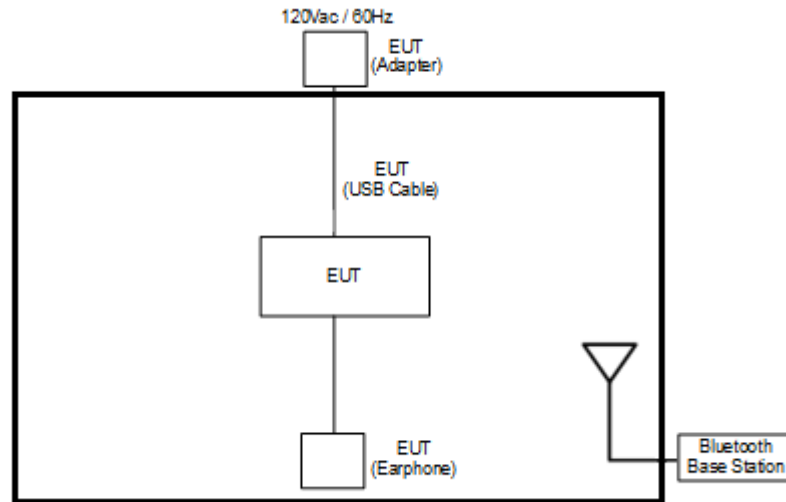 120Vac / 60Hz
EUT
(Adapter)
EUT
(USB Cable)
EUT
EUT
(Earphone)
Bluetooth
Base Station